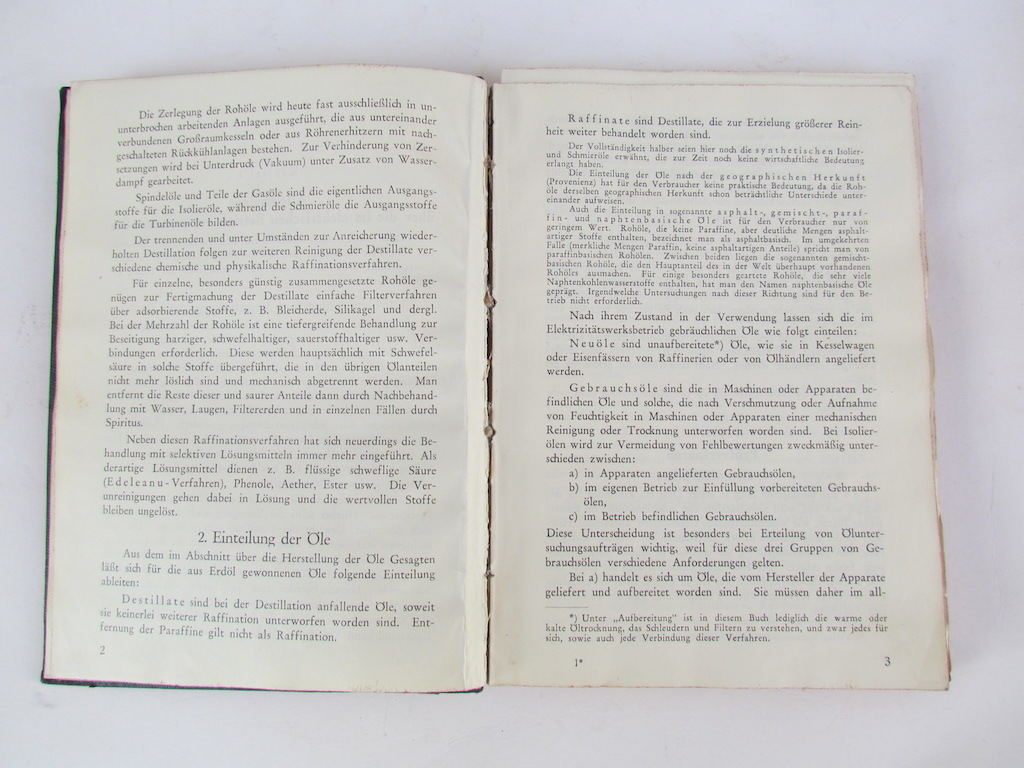 Die Zerlegung der Rohöle wird heute fast ausschließlich in un-
unterbrochen arbeitenden Anlagen ausgeführt, die aus untereinander
verbundenen Großraumkesseln oder aus Röhrenerhitzern mit nach-
geschalteten Rückkühlanlagen bestehen. Zur Verhinderung von Zer-
setzungen wird bei Unterdruck (Vakuum) unter Zusatz von Wasser-
dampf gearbeitet.
Spindelöle und Teile der Gasöle sind die eigentlichen Ausgangs-
stoffe für die Isolieröle, während die Schmieröle die Ausgangsstoffe
für die Turbinenöle bilden.
Der trennenden und unter Umständen zur Anreicherung wieder-
holten Destillation folgen zur weiteren Reinigung der Destillate ver-
schiedene chemische und physikalische Raffinationsverfahren.
Für einzelne, besonders günstig zusammengesetzte Rohöle ge-
nügen zur Fertigmachung der Destillate einfache Filterverfahren
über adsorbierende Stoffe, z. B. Bleicherde, Silikagel und dergl.
Bei der Mehrzahl der Rohöle ist eine tiefergreifende Behandlung zur
Beseitigung harziger, schwefelhaltiger, sauerstoffhaltiger usw. Ver-
bindungen erforderlich. Diese werden hauptsächlich mit Schwefel-
säure in solche Stoffe übergeführt, die in den übrigen Ölanteilen
nicht mehr löslich sind und mechanisch abgetrennt werden. Man
entfernt die Reste dieser und saurer Anteile dann durch Nachbehand-
lung mit Wasser, Laugen, Filtererden und in einzelnen Fällen durch
Spiritus.
Neben diesen Raffinationsverfahren hat sich neuerdings die Be-
handlung mit selektiven Lösungsmitteln immer mehr eingeführt. Als
derartige Lösungsmittel dienen z. B. flüssige schweflige Säure
(Edeleanu-Verfahren), Phenole, Aether, Ester usw. Die Ver-
unreinigungen gehen dabei in Lösung und die wertvollen Stoffe
bleiben ungelöst.
2. Einteilung der Öle
Aus dem im Abschnitt über die Herstellung der Öle Gesagten
läßt sich für die aus Erdöl gewonnenen Öle folgende Einteilung
ableiten:
Destillate sind bei der Destillation anfallende Öle, soweit
sie keinerlei weiterer Raffination unterworfen worden sind. Ent-
fernung der Paraffine gilt nicht als Raffination.
2
Raffinate sind Destillate, die zur Erzielung größerer Rein-
heit weiter behandelt worden sind.
Der Vollständigkeit halber seien hier noch die synthetischen Isolier-
und Schmieröle erwähnt, die zur Zeit noch keine wirtschaftliche Bedeutung
erlangt haben.
Die Einteilung der Öle nach der geographischen Herkunft
(Provenienz) hat für den Verbraucher keine praktische Bedeutung, da die Roh-
öle derselben geographischen Herkunft schon beträchtliche Unterschiede unter-
einander aufweisen.
Auch die Einteilung in sogenannte asphalt-, gemischt-, paraf-
fin- und naphtenbasische Öle ist für den Verbraucher nur von
geringem Wert. Rohöle, die keine Paraffine, aber deutliche Mengen asphalt-
artiger Stoffe enthalten, bezeichnet man als asphaltbasisch. Im umgekehrten
Falle (merkliche Mengen Paraffin, keine asphaltartigen Anteile) spricht man von
paraffinbasischen Rohölen. Zwischen beiden liegen die sogenannten gemischt-
basischen Rohöle, die den Hauptanteil des in der Welt überhaupt vorhandenen
Rohöles ausmachen. Für einige besonders geartete Rohöle, die sehr viele
Naphtenkohlenwasserstoffe enthalten, hat man den Namen naphtenbasische Öle
geprägt. Irgendwelche Untersuchungen nach dieser Richtung sind für den Be-
trieb nicht erforderlich.
Nach ihrem Zustand in der Verwendung lassen sich die im
Elektrizitätswerksbetrieb gebräuchlichen Öle wie folgt einteilen:
Neuöle sind unaufbereitete*) Öle, wie sie in Kesselwagen
oder Eisenfässern von Raffinerien oder von Ölhändlern angeliefert
werden.
Gebrauchsöle sind die in Maschinen oder Apparaten be-
findlichen Öle und solche, die nach Verschmutzung oder Aufnahme
von Feuchtigkeit in Maschinen oder Apparaten einer mechanischen
Reinigung oder Trocknung unterworfen worden sind. Bei Isolier-
ölen wird zur Vermeidung von Fehlbewertungen zweckmäßig unter-
schieden zwischen:
a) in Apparaten angelieferten Gebrauchsölen,
b) im eigenen Betrieb zur Einfüllung vorbereiteten Gebrauchs-
ölen,
c) im Betrieb befindlichen Gebrauchsölen.
Diese Unterscheidung ist besonders bei Erteilung von Ölunter-
suchungsaufträgen wichtig, weil für diese drei Gruppen von Ge-
brauchsölen verschiedene Anforderungen gelten.
Bei a) handelt es sich um Öle, die vom Hersteller der Apparate
geliefert und aufbereitet worden sind. Sie müssen daher im all-
*) Unter „Aufbereitung" ist in diesem Buch lediglich die warme oder
kalte Öltrocknung, das Schleudern und Filtern zu verstehen, und zwar jedes für
sich, sowie auch jede Verbindung dieser Verfahren.
1*
3